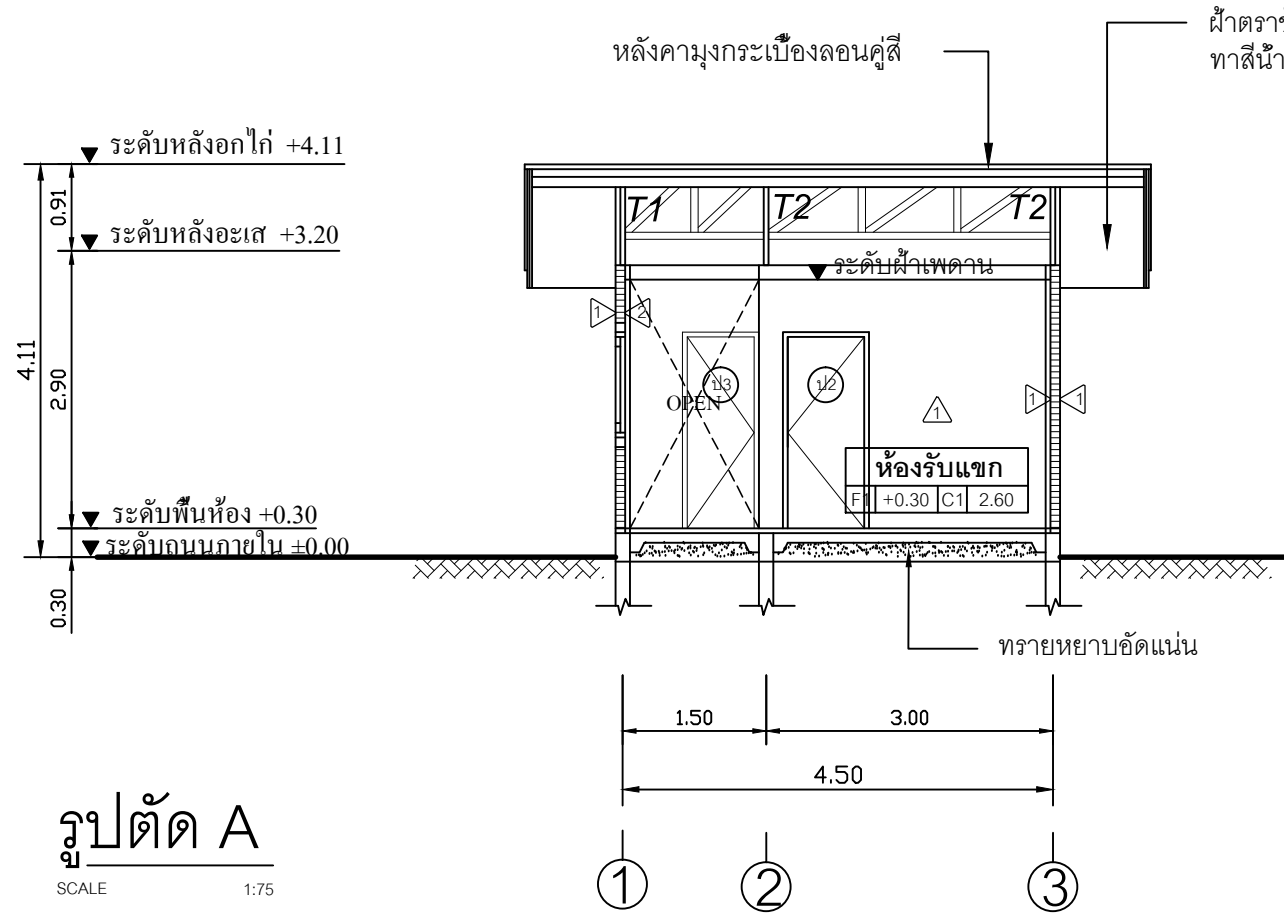 ฝ้าตรา
ทาสีน้ำ
หลังคามุงกระเบื้องลอนคู่สี
ระดับหลังอกไก่ +4.11
0.91
ระดับหลังอะเส +3.20
T1 T2 T2
ระดับฝ้าเพดาน
1 2
4.11
2.90
ป3 ป2
OPEN
1 1 1
ห้องรับแขก
F1 +0.30 C1 2.60
ระดับพื้นห้อง +0.30
ระดับถนนภายใน ±0.00
0.30
ทรายหยาบอัดแน่น
1.50 3.00
4.50
รูปตัด A
SCALE 1:75
1 2 3